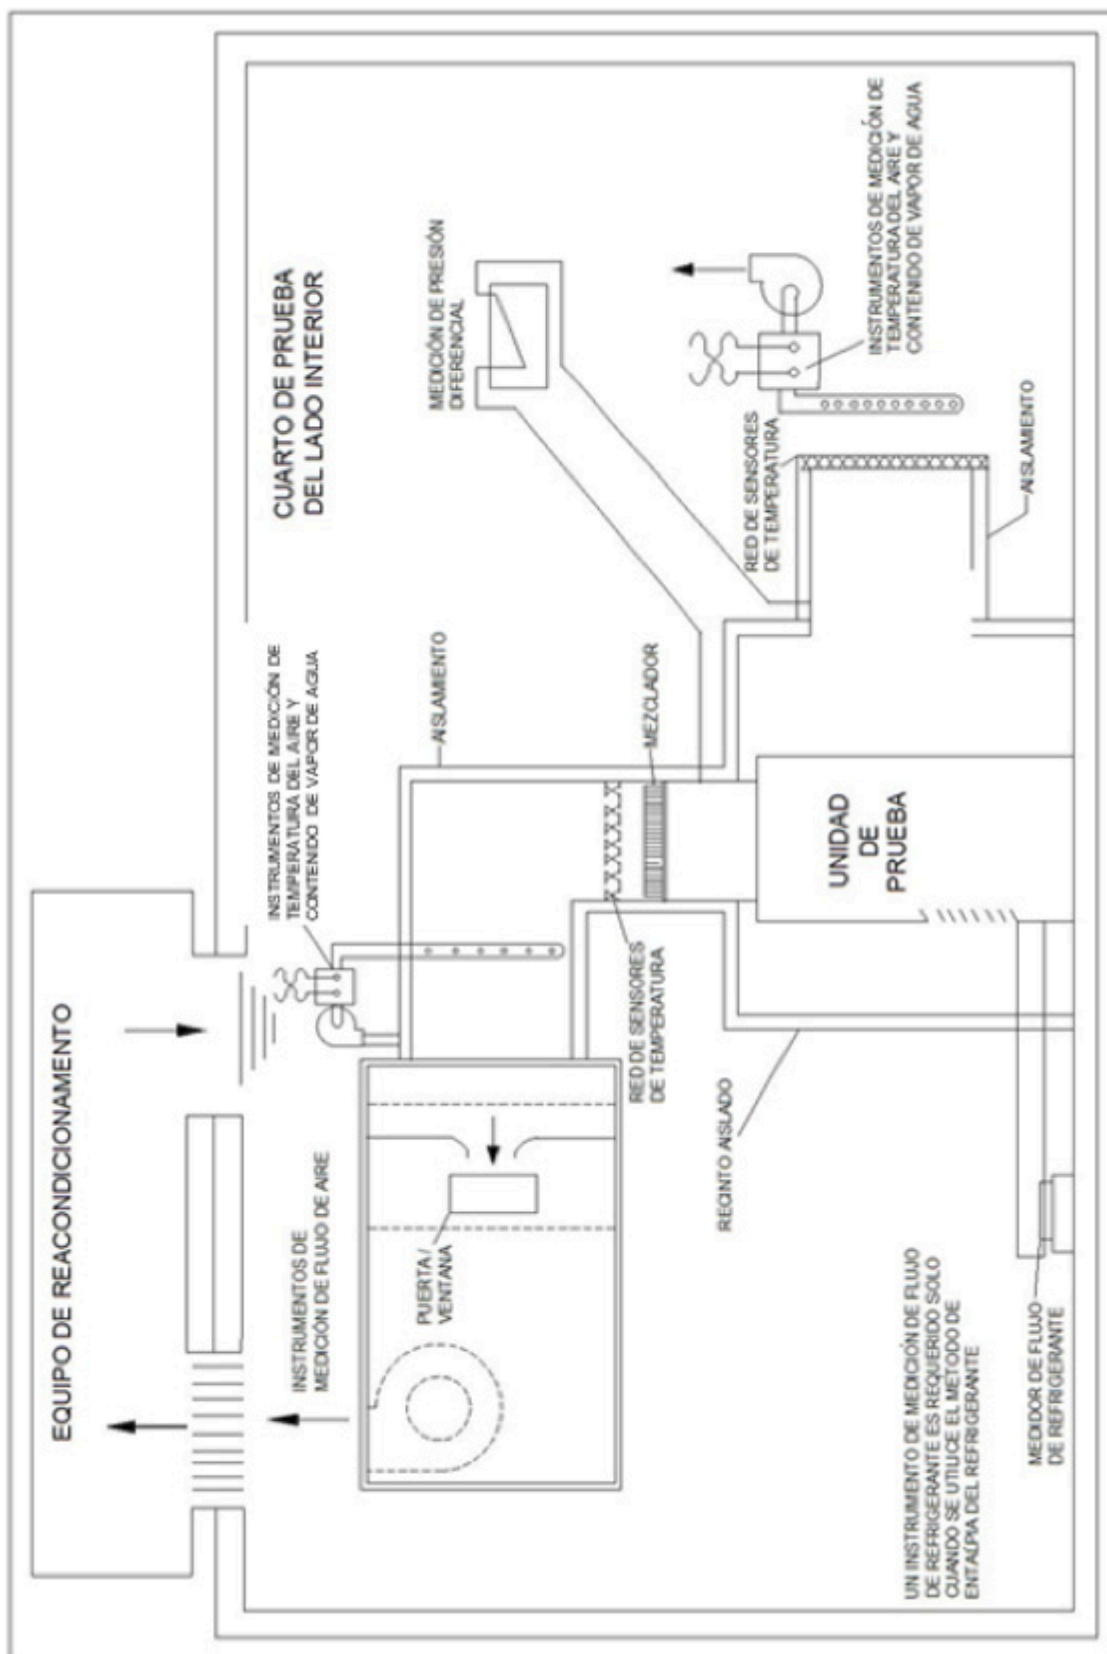 EQUIPO DE REACONDICIONAMIENTO
CUARTO DE PRUEBA
DEL LADO INTERIOR
INSTRUMENTOS DE
MEDICIÓN DE FLUJO DE AIRE
INSTRUMENTOS DE MEDICIÓN DE
TEMPERATURA DEL AIRE Y
CONTENIDO DE VAPOR DE AGUA
PUERTA /
VENTANA
AISLAMIENTO
MEDICIÓN DE PRESIÓN
DIFERENCIAL
RED DE SENSORES
DE TEMPERATURA
MEZCLADOR
RED DE SENSORES
DE TEMPERATURA
INSTRUMENTOS DE MEDICIÓN DE
TEMPERATURA DEL AIRE Y
CONTENIDO DE VAPOR DE AGUA
RECINTO AISLADO
UNIDAD
DE
PRUEBA
AISLAMIENTO
UN INSTRUMENTO DE MEDICIÓN DE FLUJO
DE REFRIGERANTE ES REQUERIDO SOLO
CUANDO SE UTILICE EL METODO DE
ENTALPIA DEL REFRIGERANTE
MEDIDOR DE FLUJO
DE REFRIGERANTE